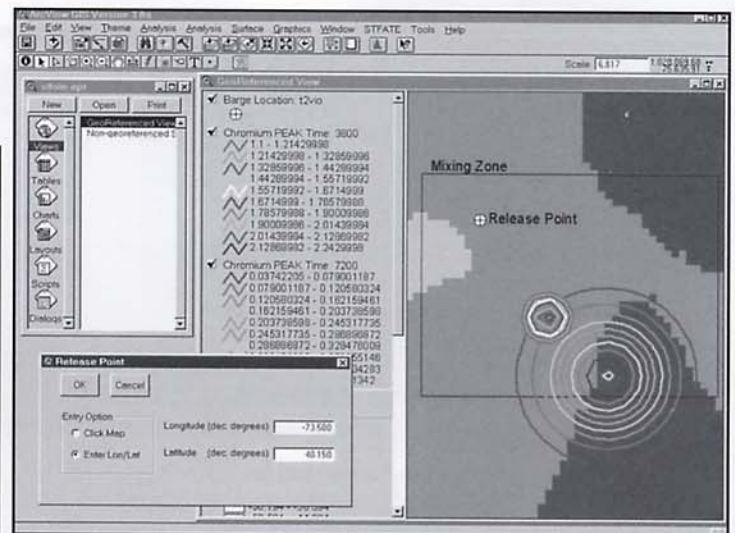 ArcView GIS Version 3.0a
File Edit View Theme Analysis Analysis Surface Graphics Window STFATE Tools Help
Scale 6,817
GeoReferenced View
New Open Print
GeoReferenced View
Non-georeferenced
Views
Tables
Charts
Layouts
Scripts
Dialogs
Barge Location: t2vio
Chromium PEAK Time: 3600
1.1 - 1.21429998
1.21429998 - 1.32859996
1.32859996 - 1.44289994
1.44289994 - 1.55719992
1.55719992 - 1.6714999
1.6714999 - 1.78579988
1.78579988 - 1.90009986
1.90009986 - 2.01439984
2.01439984 - 2.12869982
2.12869982 - 2.2429998
Chromium PEAK Time: 7200
0.03742205 - 0.079001187
0.079001187 - 0.120580324
0.120580324 - 0.162159461
0.162159461 - 0.203738598
0.203738598 - 0.245317735
0.245317735 - 0.286896872
0.286896872 - 0.328476009
55146
34283
1342
Mixing Zone
Release Point
Release Point
OK Cancel
Entry Option
Click Map
Enter Lon/Lat
Longitude (dec. degrees) -73.500
Latitude (dec. degrees) 40.150